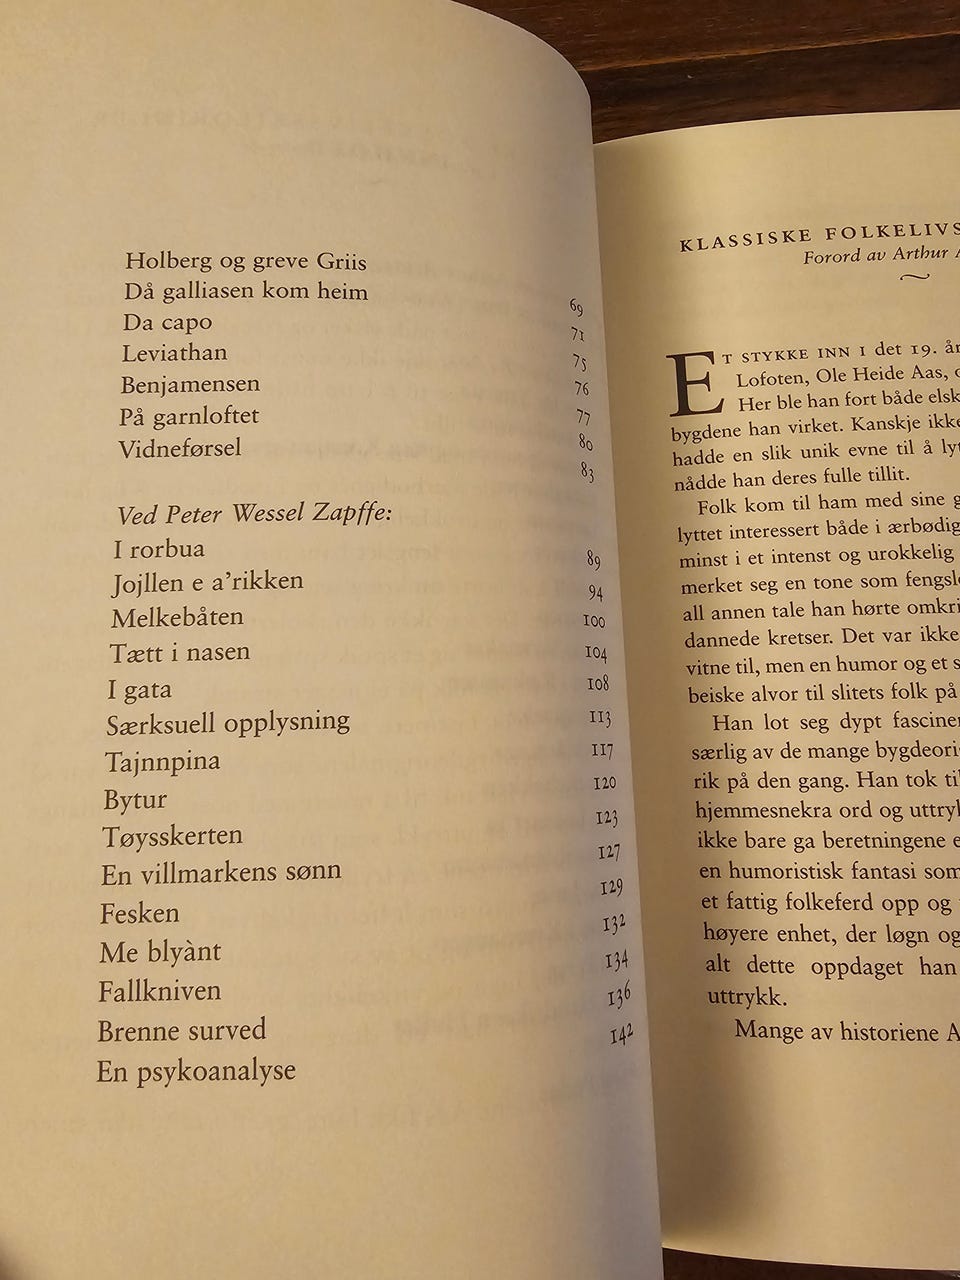 Holberg og greve Griis 69
Då galliasen kom heim 71
Da capo 75
Leviathan 76
Benjamensen 77
På garnloftet 80
Vidneførsel 83
Ved Peter Wessel Zapffe:
I rorbua 89
Jojllen e a'rikken 94
Melkebåten 100
Tætt i nasen 104
I gata 108
Særksuell opplysning 113
Tajnnpina 117
Bytur 120
Tøysskerten 123
En villmarkens sønn 127
Fesken 129
Me blyànt 132
Fallkniven 134
Brenne surved 136
En psykoanalyse 142
KLASSISKE FOLKELIVS
Forord av Arthur
ET STYKKE INN I det 19. år
Lofoten, Ole Heide Aas,
Her ble han fort både elsk
bygdene han virket. Kanskje ikke
hadde en slik unik evne til å lyt
nådde han deres fulle tillit.
Folk kom til ham med sine g
lyttet interessert både i ærbødig
minst i et intenst og urokkelig
merket seg en tone som fengsl
all annen tale han hørte omkri
dannede kretser. Det var ikke
vitne til, men en humor og et s
beiske alvor til slitets folk på
Han lot seg dypt fasciner
særlig av de mange bygdeori
rik på den gang. Han tok til
hjemmesnekra ord og uttryk
ikke bare ga beretningene e
en humoristisk fantasi som
et fattig folkeferd opp og
høyere enhet, der løgn og
alt dette oppdaget han
uttrykk.
Mange av historiene A